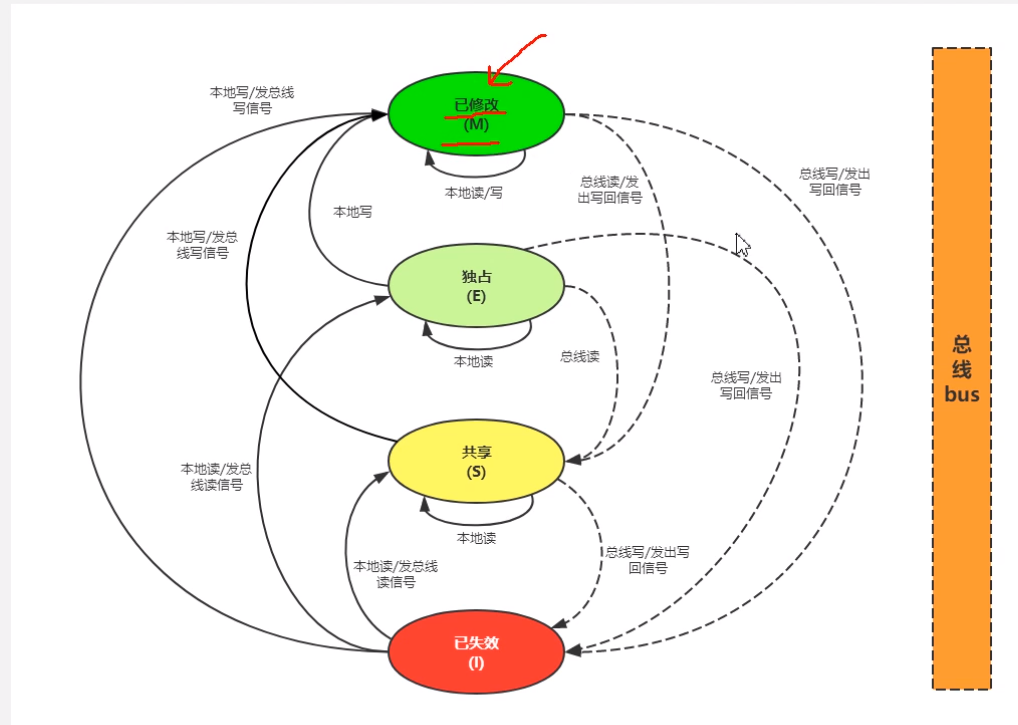 本地写/发总线
写信号
已修改
(M)
本地读/写
总线读/发
出写回信号
总线写/发出
写回信号
本地写/发总
线写信号
本地写
独占
(E)
本地读
总线读
总线写/发出
写回信号
总
线
bus
共享
(S)
本地读
本地读/发总
线读信号
本地读/发总线
读信号
总线写/发出写
回信号
已失效
(I)